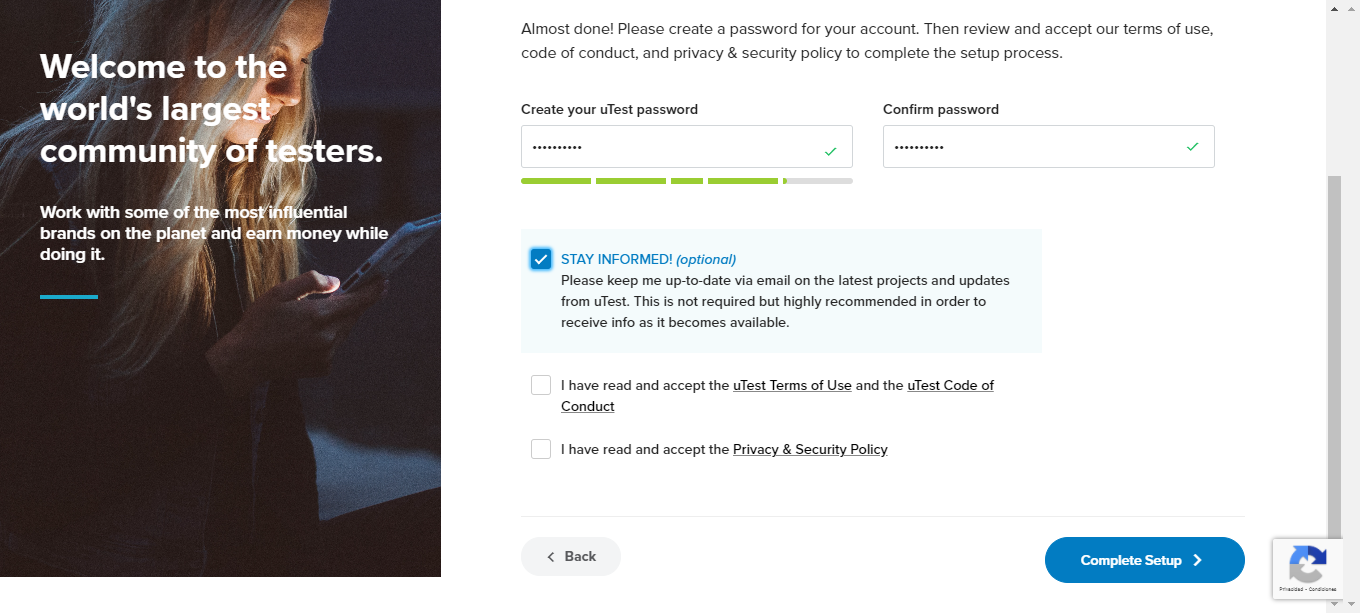 Welcome to the
world's largest
community of testers.
Work with some of the most influential
brands on the planet and earn money while
doing it.
Almost done! Please create a password for your account. Then review and accept our terms of use,
code of conduct, and privacy & security policy to complete the setup process.
Create your uTest password
Confirm password
••••••••••
••••••••••
STAY INFORMED! (optional)
Please keep me up-to-date via email on the latest projects and updates
from uTest. This is not required but highly recommended in order to
receive info as it becomes available.
I have read and accept the uTest Terms of Use and the uTest Code of
Conduct
I have read and accept the Privacy & Security Policy
Back
Complete Setup
Privacidad - Condiciones